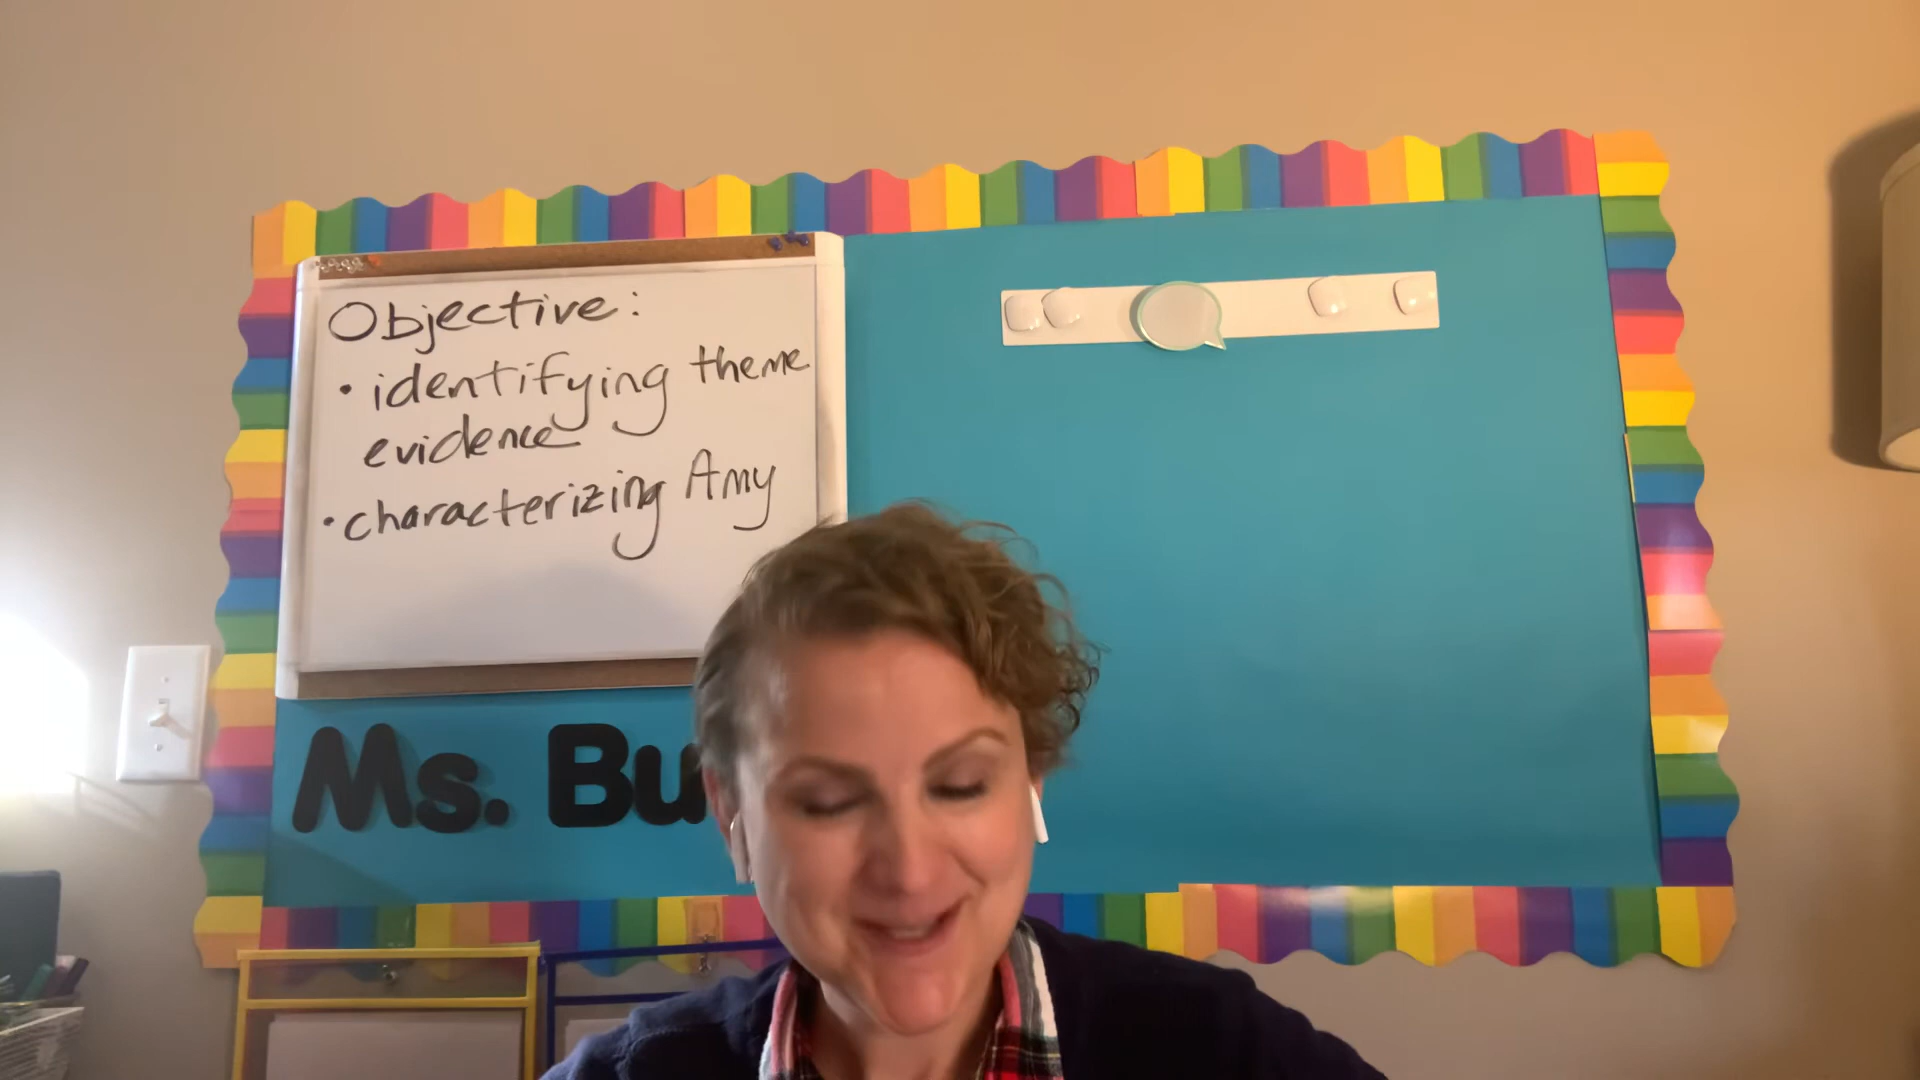 Objective:
• identifying theme
evidence
• characterizing Amy
Ms. Bu